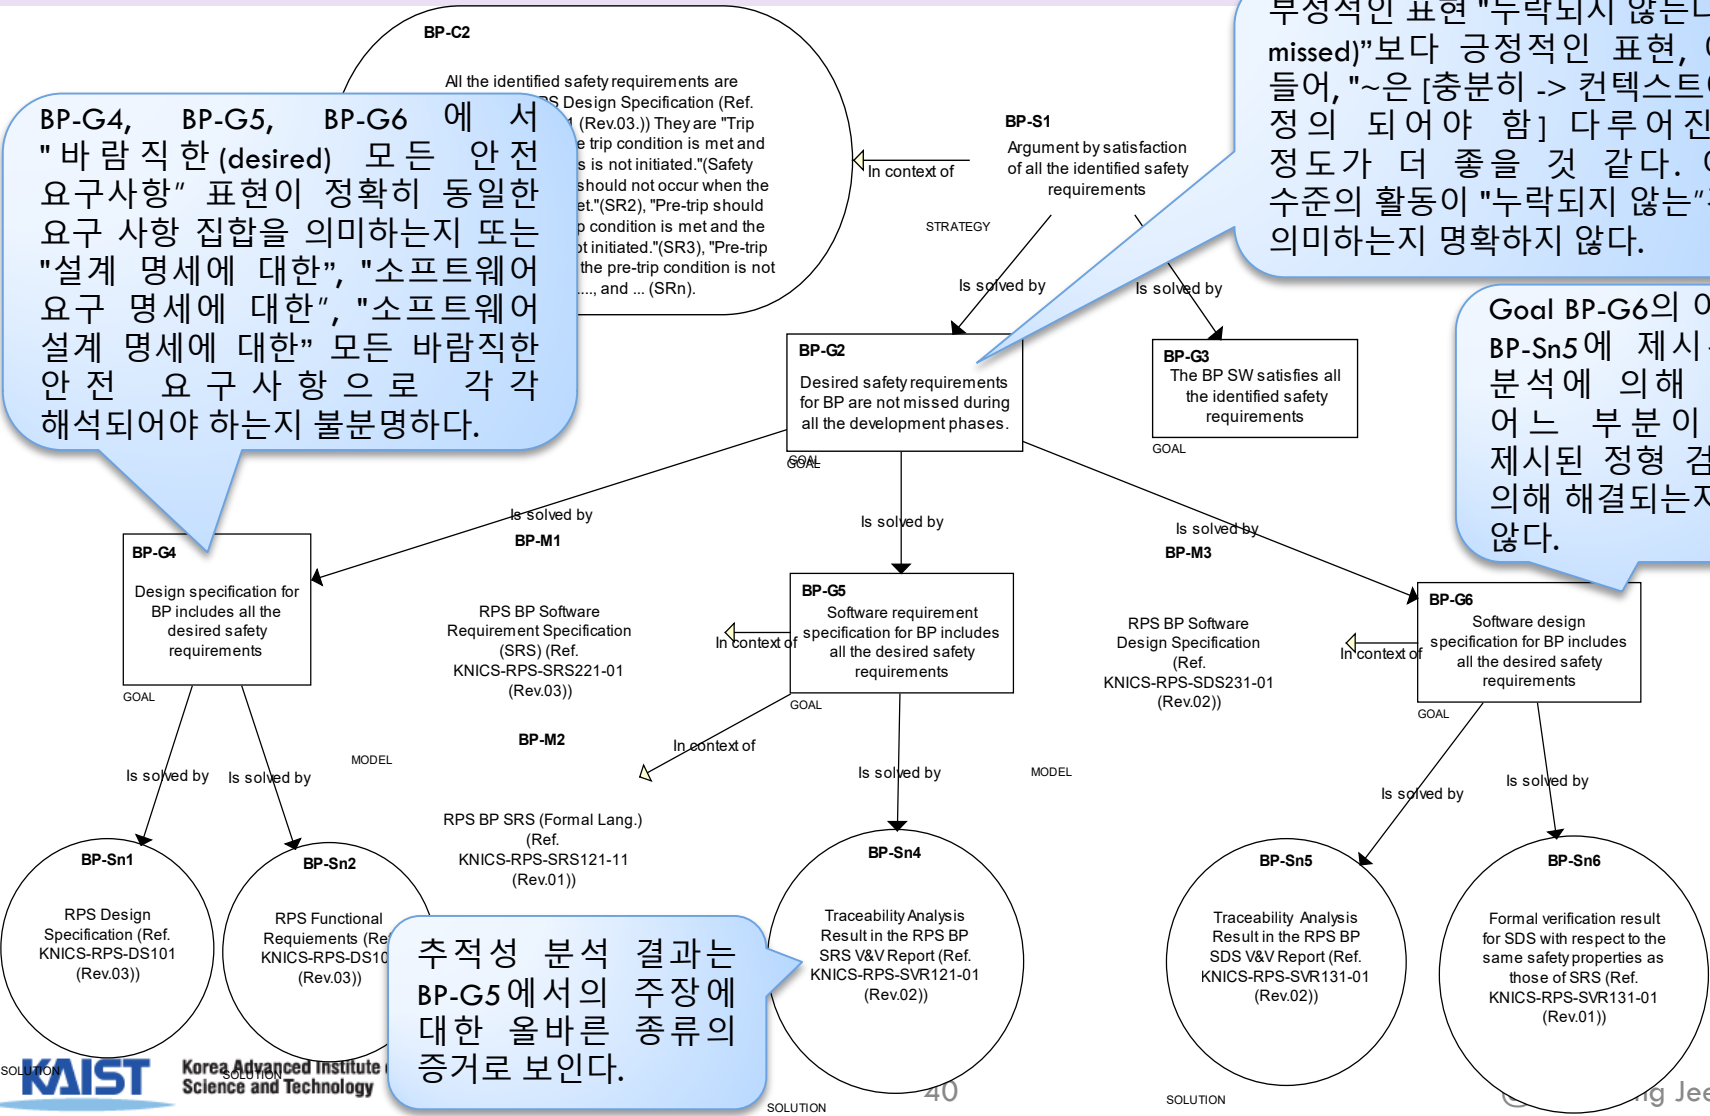 BP-C2
All the identified safety requirements are
S Design Specification (Ref.
(Rev.03.)) They are "Trip
e trip condition is met and
s is not initiated."(Safety
should not occur when the
et."(SR2), "Pre-trip should
condition is met and the
ot initiated."(SR3), "Pre-trip
the pre-trip condition is not
...., and ... (SRn).
BP-G4, BP-G5, BP-G6 에 서
"바람직한(desired) 모든 안전
요구사항" 표현이 정확히 동일한
요구 사항 집합을 의미하는지 또는
"설계 명세에 대한", "소프트웨어
요구 명세에 대한", "소프트웨어
설계 명세에 대한" 모든 바람직한
안전 요구사항으로 각각
해석되어야 하는지 불분명하다.
In context of
BP-S1
Argument by satisfaction
of all the identified safety
requirements
STRATEGY
부정적인 표현 "누락되지 않는다
missed)"보다 긍정적인 표현,
들어, "~은 [충분히 -> 컨텍스트
정의 되어야 함] 다루어진
정도가 더 좋을 것 같다.
수준의 활동이 "누락되지 않는"
의미하는지 명확하지 않다.
Is solved by
Is solved by
Goal BP-G6의
BP-Sn5에 제시
분석에 의해
어느 부분이
제시된 정형
의해 해결되는지
않다.
BP-G2
Desired safety requirements
for BP are not missed during
all the development phases.
GOAL
GOAL
BP-G3
The BP SW satisfies all
the identified safety
requirements
GOAL
Is solved by
Is solved by
Is solved by
BP-G4
Design specification for
BP includes all the
desired safety
requirements
GOAL
BP-M1
RPS BP Software
Requirement Specification
(SRS) (Ref.
KNICS-RPS-SRS221-01
(Rev.03))
MODEL
In context of
BP-G5
Software requirement
specification for BP includes
all the desired safety
requirements
GOAL
BP-M3
RPS BP Software
Design Specification
(Ref.
KNICS-RPS-SDS231-01
(Rev.02))
MODEL
In context of
BP-G6
Software design
specification for BP includes
all the desired safety
requirements
GOAL
BP-M2
RPS BP SRS (Formal Lang.)
(Ref.
KNICS-RPS-SRS121-11
(Rev.01))
In context of
Is solved by
Is solved by
Is solved by
Is solved by
Is solved by
BP-Sn1
RPS Design
Specification (Ref.
KNICS-RPS-DS101
(Rev.03))
SOLUTION
BP-Sn2
RPS Functional
Requiements (Re
KNICS-RPS-DS10
(Rev.03))
SOLUTION
추적성 분석 결과는
BP-G5에서의 주장에
대한 올바른 종류의
증거로 보인다.
BP-Sn4
Traceability Analysis
Result in the RPS BP
SRS V&V Report (Ref.
KNICS-RPS-SVR121-01
(Rev.02))
SOLUTION
BP-Sn5
Traceability Analysis
Result in the RPS BP
SDS V&V Report (Ref.
KNICS-RPS-SVR131-01
(Rev.02))
SOLUTION
BP-Sn6
Formal verification result
for SDS with respect to the
same safety properties as
those of SRS (Ref.
KNICS-RPS-SVR131-01
(Rev.01))
KAIST
Korea Advanced Institute
Science and Technology
40
Jee